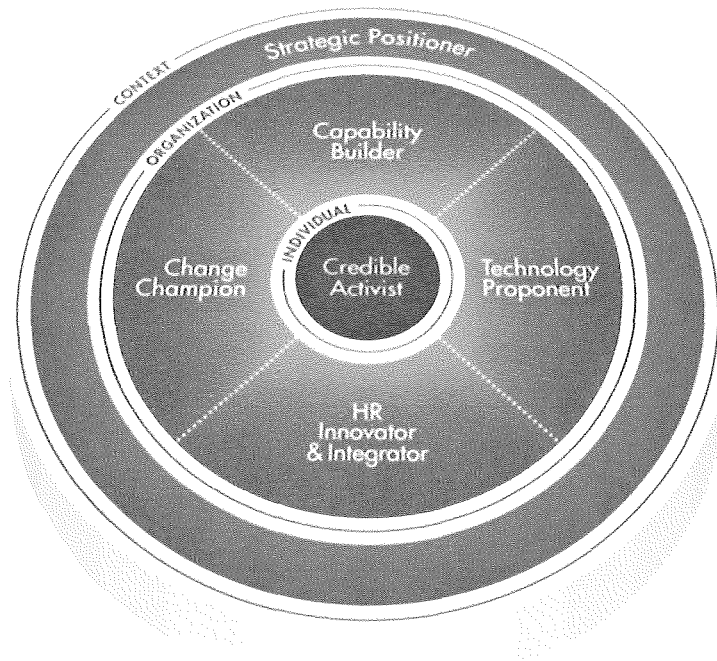 Strategic Positioner
CONTEXT
ORGANIZATION
Capability
Builder
INDIVIDUAL
Change
Champion
Credible
Activist
Technology
Proponent
HR
Innovator
& Integrator